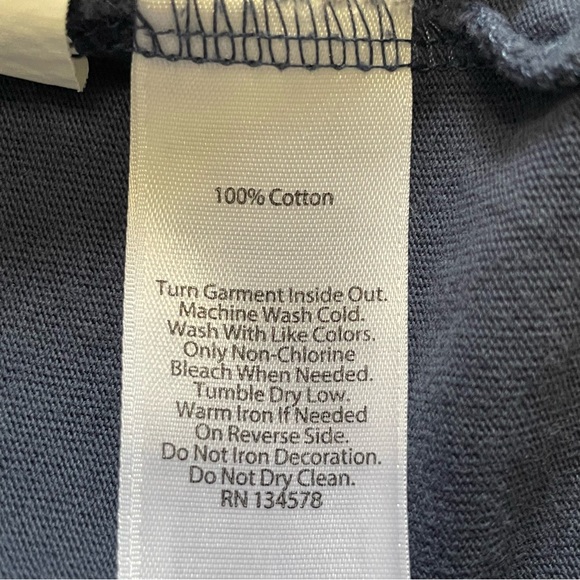 100% Cotton
Turn Garment Inside Out.
Machine Wash Cold.
Wash With Like Colors.
Only Non-Chlorine
Bleach When Needed.
Tumble Dry Low.
Warm Iron If Needed
On Reverse Side.
Do Not Iron Decoration.
Do Not Dry Clean.
RN 134578